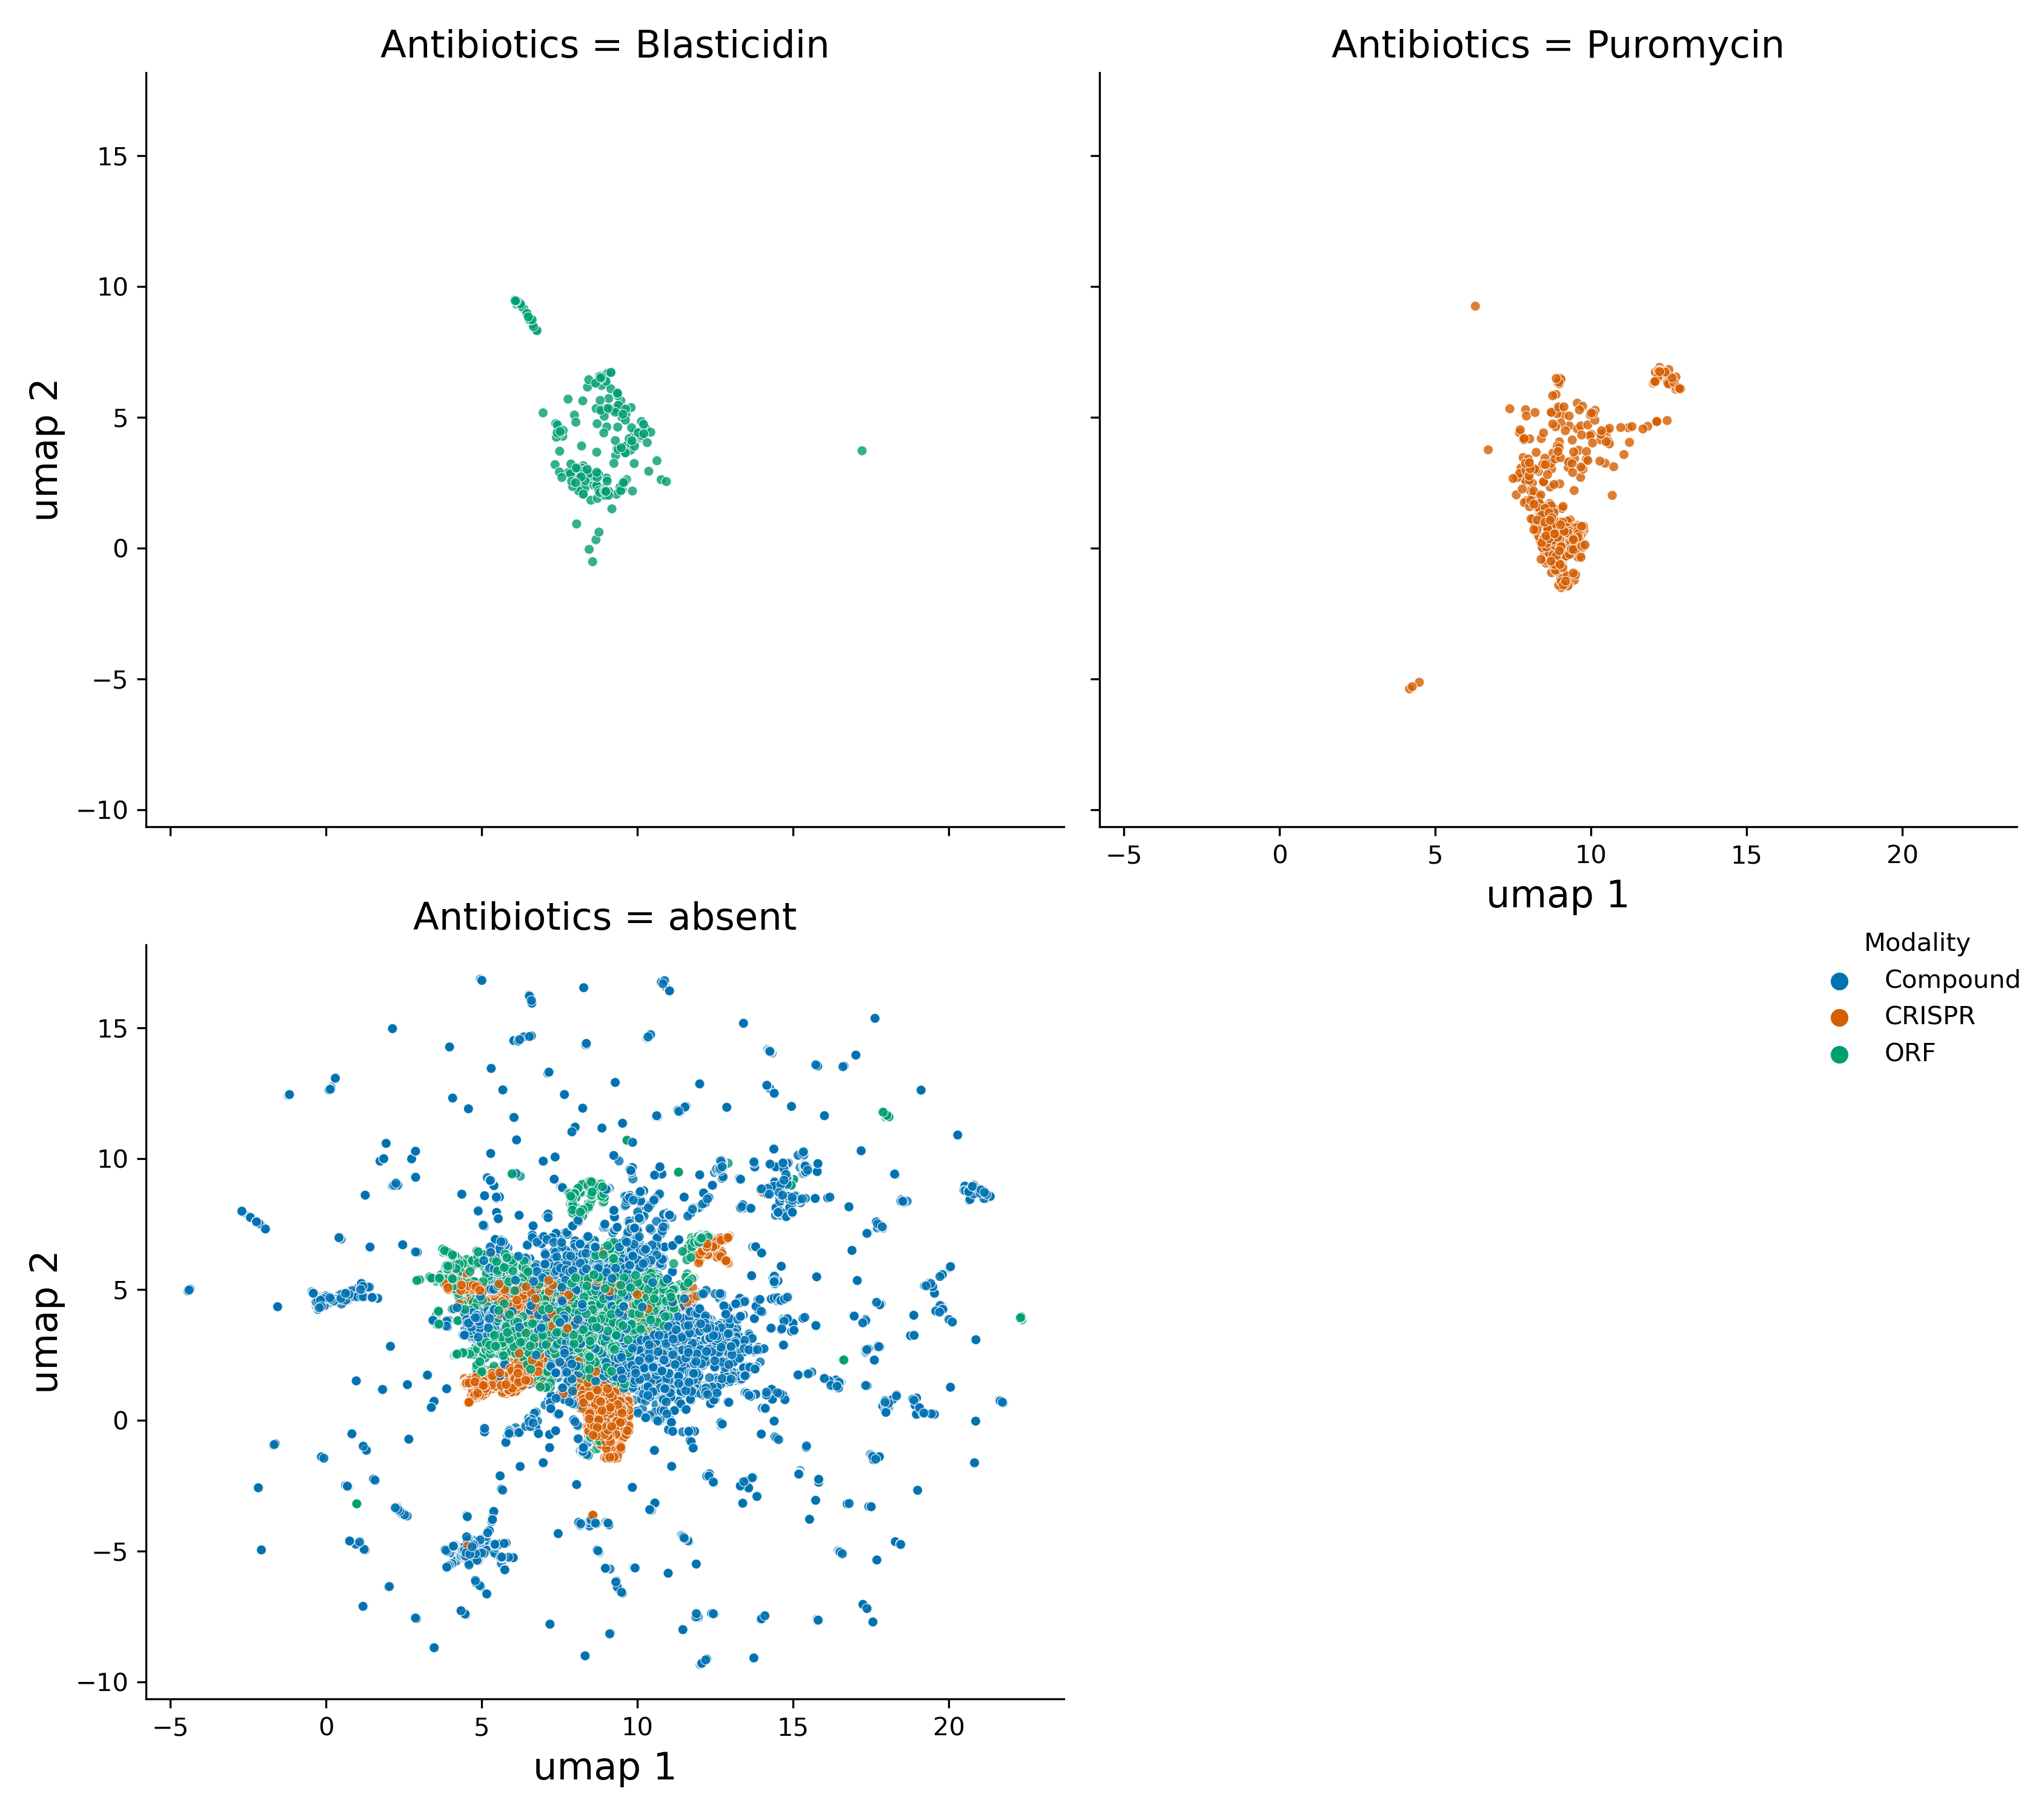 Antibiotics = Blasticidin
Antibiotics = Puromycin
15
10
5
0
−5
−10
umap 2
−5 0 5 10 15 20
umap 1
Antibiotics = absent
Modality
Compound
CRISPR
ORF
15
10
5
0
−5
−10
umap 2
−5 0 5 10 15 20
umap 1